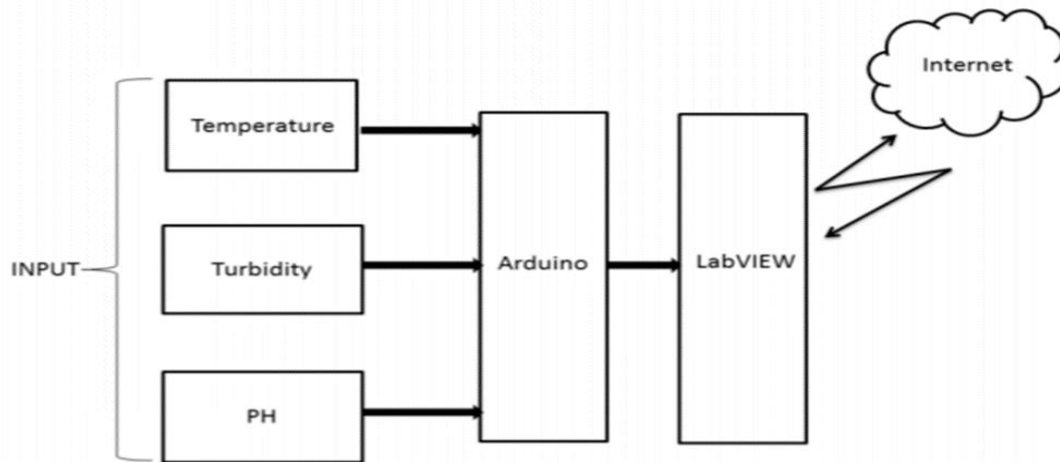 Internet
Temperature
INPUT
Turbidity
Arduino
LabVIEW
PH